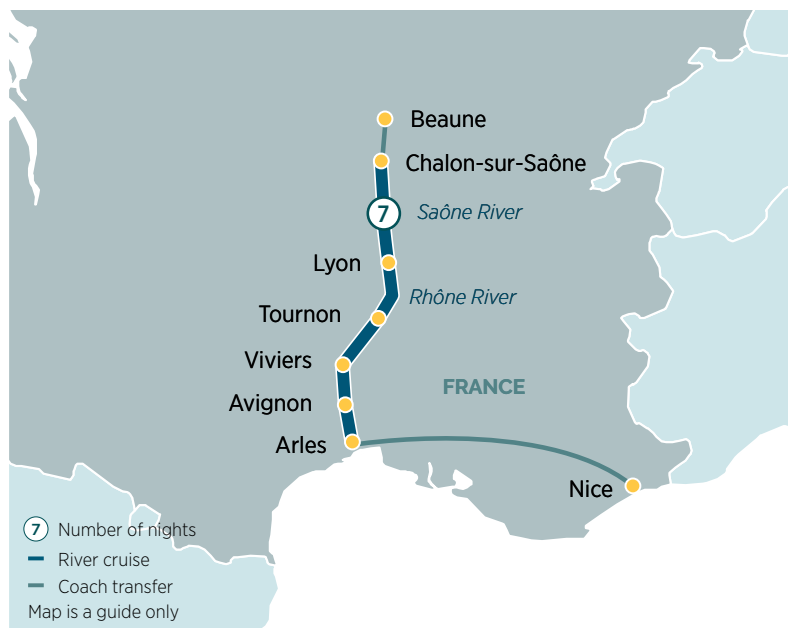 Beaune
Chalon-sur-Saône
7
Saône River
Lyon
Rhône River
Tournon
Viviers
FRANCE
Avignon
Arles
Nice
7 Number of nights
River cruise
Coach transfer
Map is a guide only